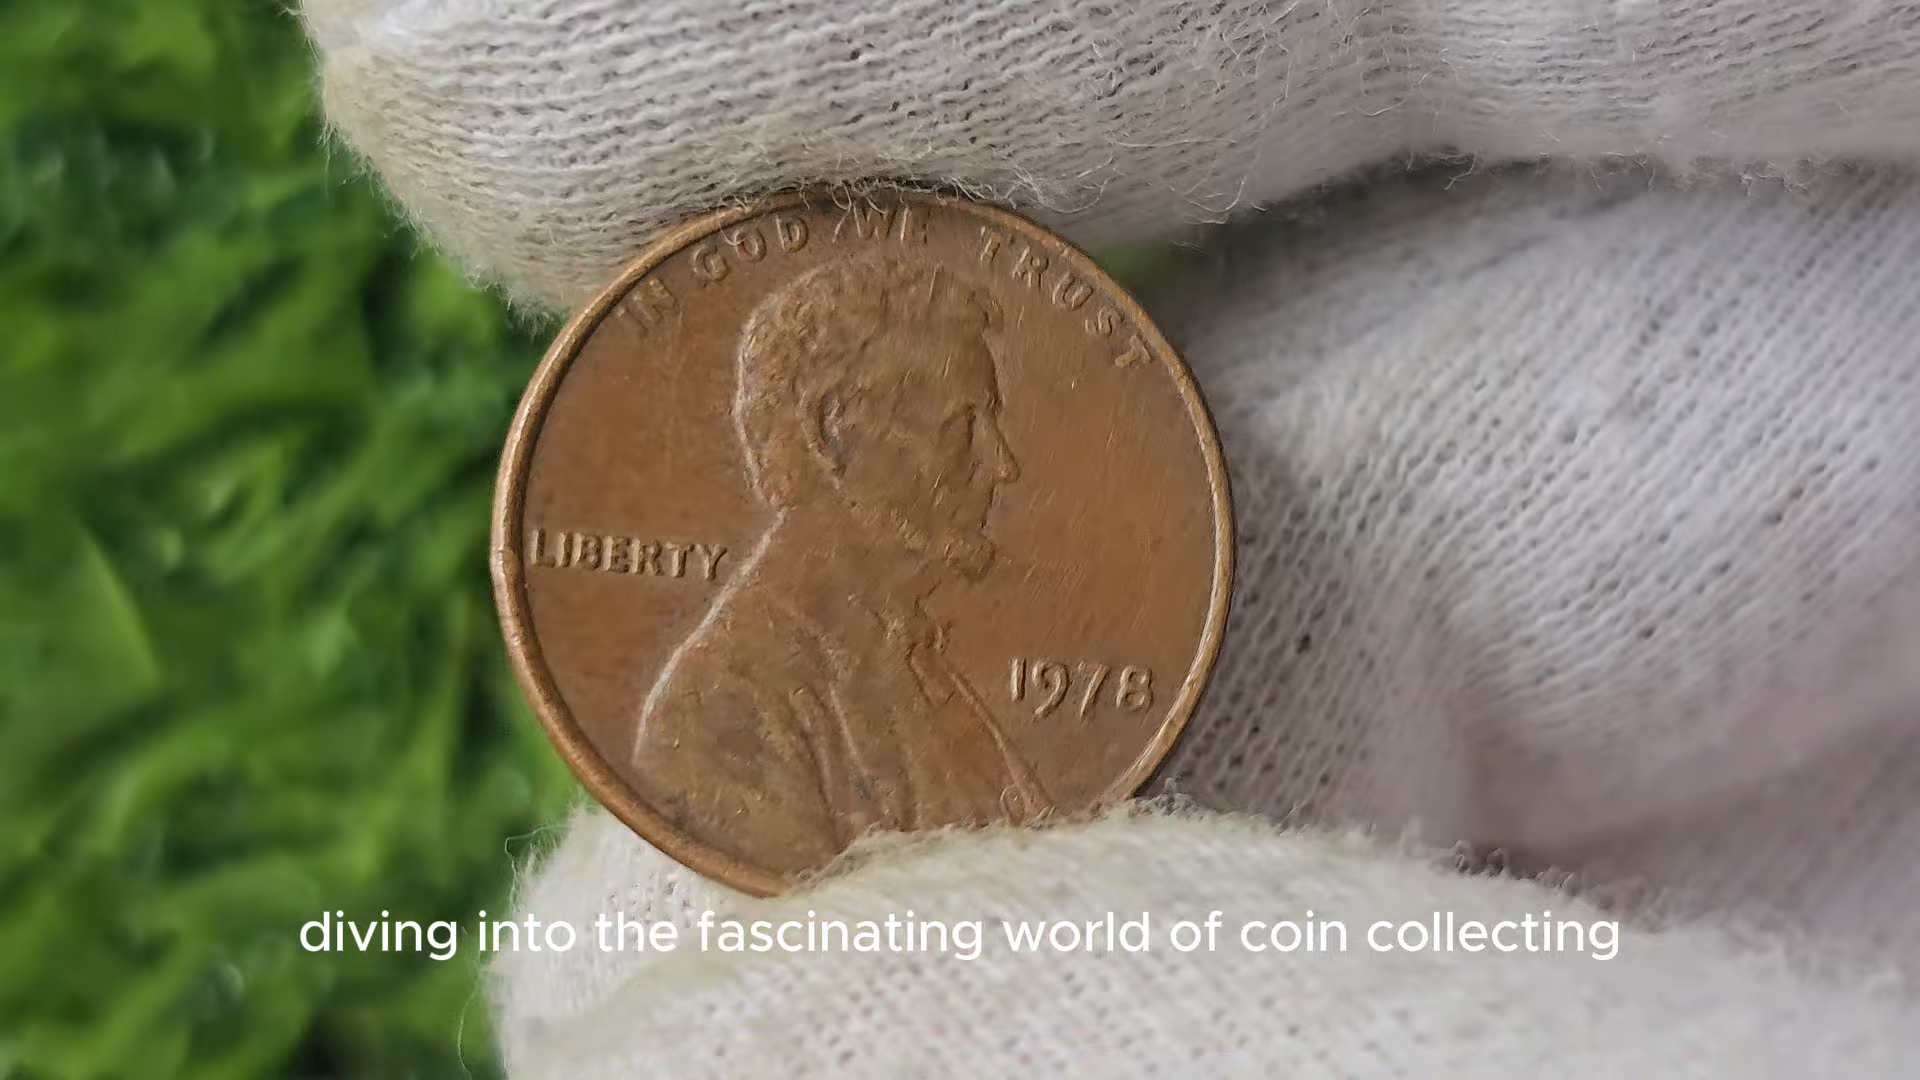 IN GOD WE TRUST
LIBERTY
1978
diving into the fascinating world of coin collecting